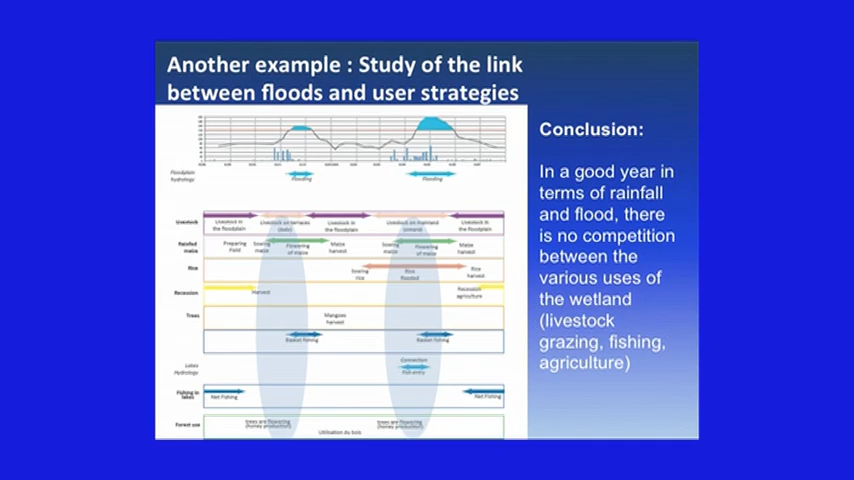 Another example : Study of the link
between floods and user strategies
Conclusion:
In a good year in
terms of rainfall
and flood, there
is no competition
between the
various uses of
the wetland
(livestock
grazing, fishing,
agriculture)
Floodplain
hydrology
Flooding
Flooding
Livestock
Livestock in
the floodplain
Livestock on terraces
Livestock in
the floodplain
Livestock on mainland
Livestock in
the floodplain
Rainfed
maize
Preparing
Field
Sowing
maize
Flowering
of maize
Maize
harvest
Sowing
maize
Flowering
of maize
Maize
harvest
Rice
Sowing
rice
Rice
flooded
Rice
harvest
Recession
Harvest
Recession
agriculture
Trees
Mangoes
harvest
Basket fishing
Basket fishing
Lakes
Hydrology
Connection
Fish entry
Fishing in
lakes
Net Fishing
Net Fishing
Forest use
trees are flowering
(honey production)
Utilisation du bois
trees are flowering
(honey production)